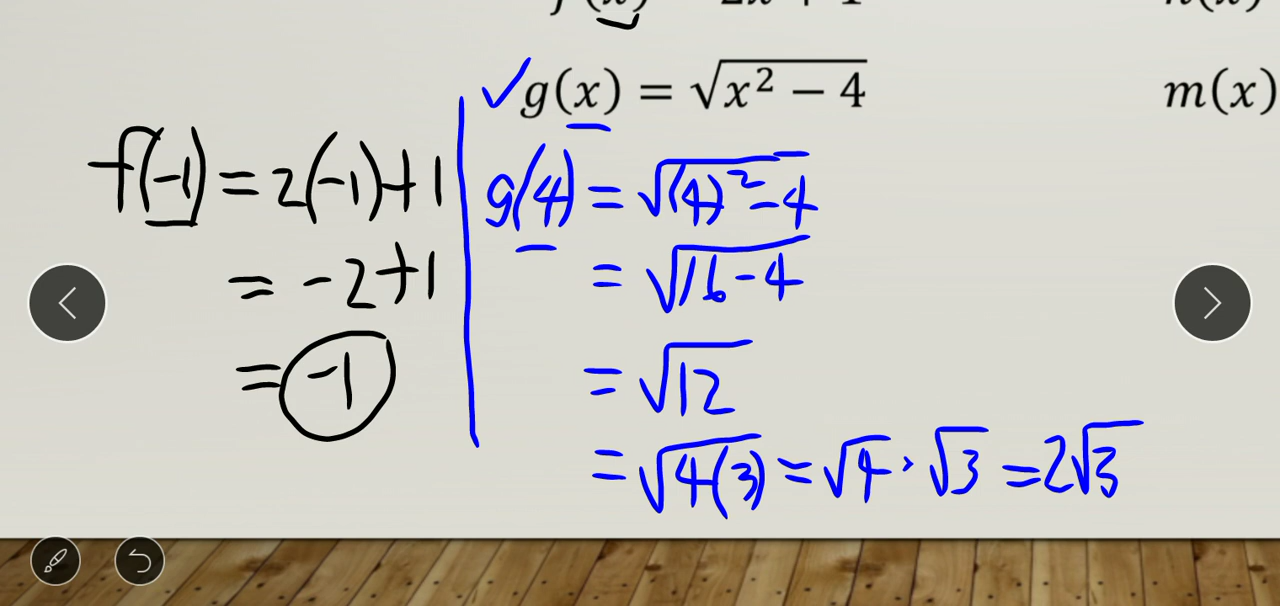 g(x) = √(x² − 4)
m(x)
f(-1) = 2(-1)+1
= -2+1
= -1
g(4) = √((4)²-4)
= √(16-4)
= √12
= √(4(3)) = √4 · √3 = 2√3